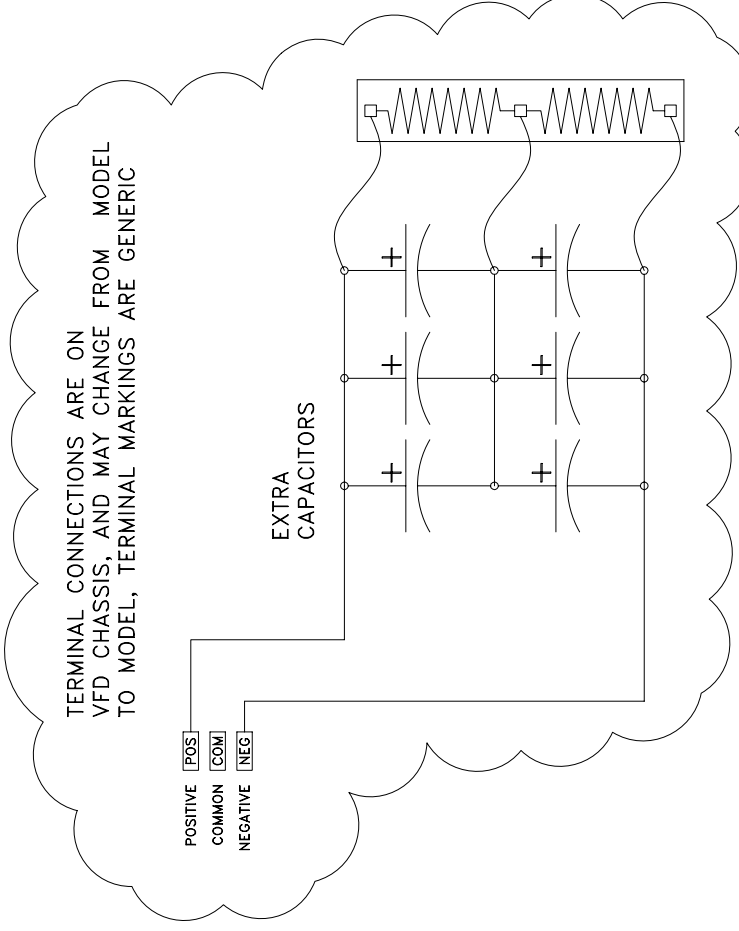 TERMINAL CONNECTIONS ARE ON
VFD CHASSIS, AND MAY CHANGE FROM MODEL
TO MODEL, TERMINAL MARKINGS ARE GENERIC
EXTRA
CAPACITORS
POSITIVE POS
COMMON COM
NEGATIVE NEG